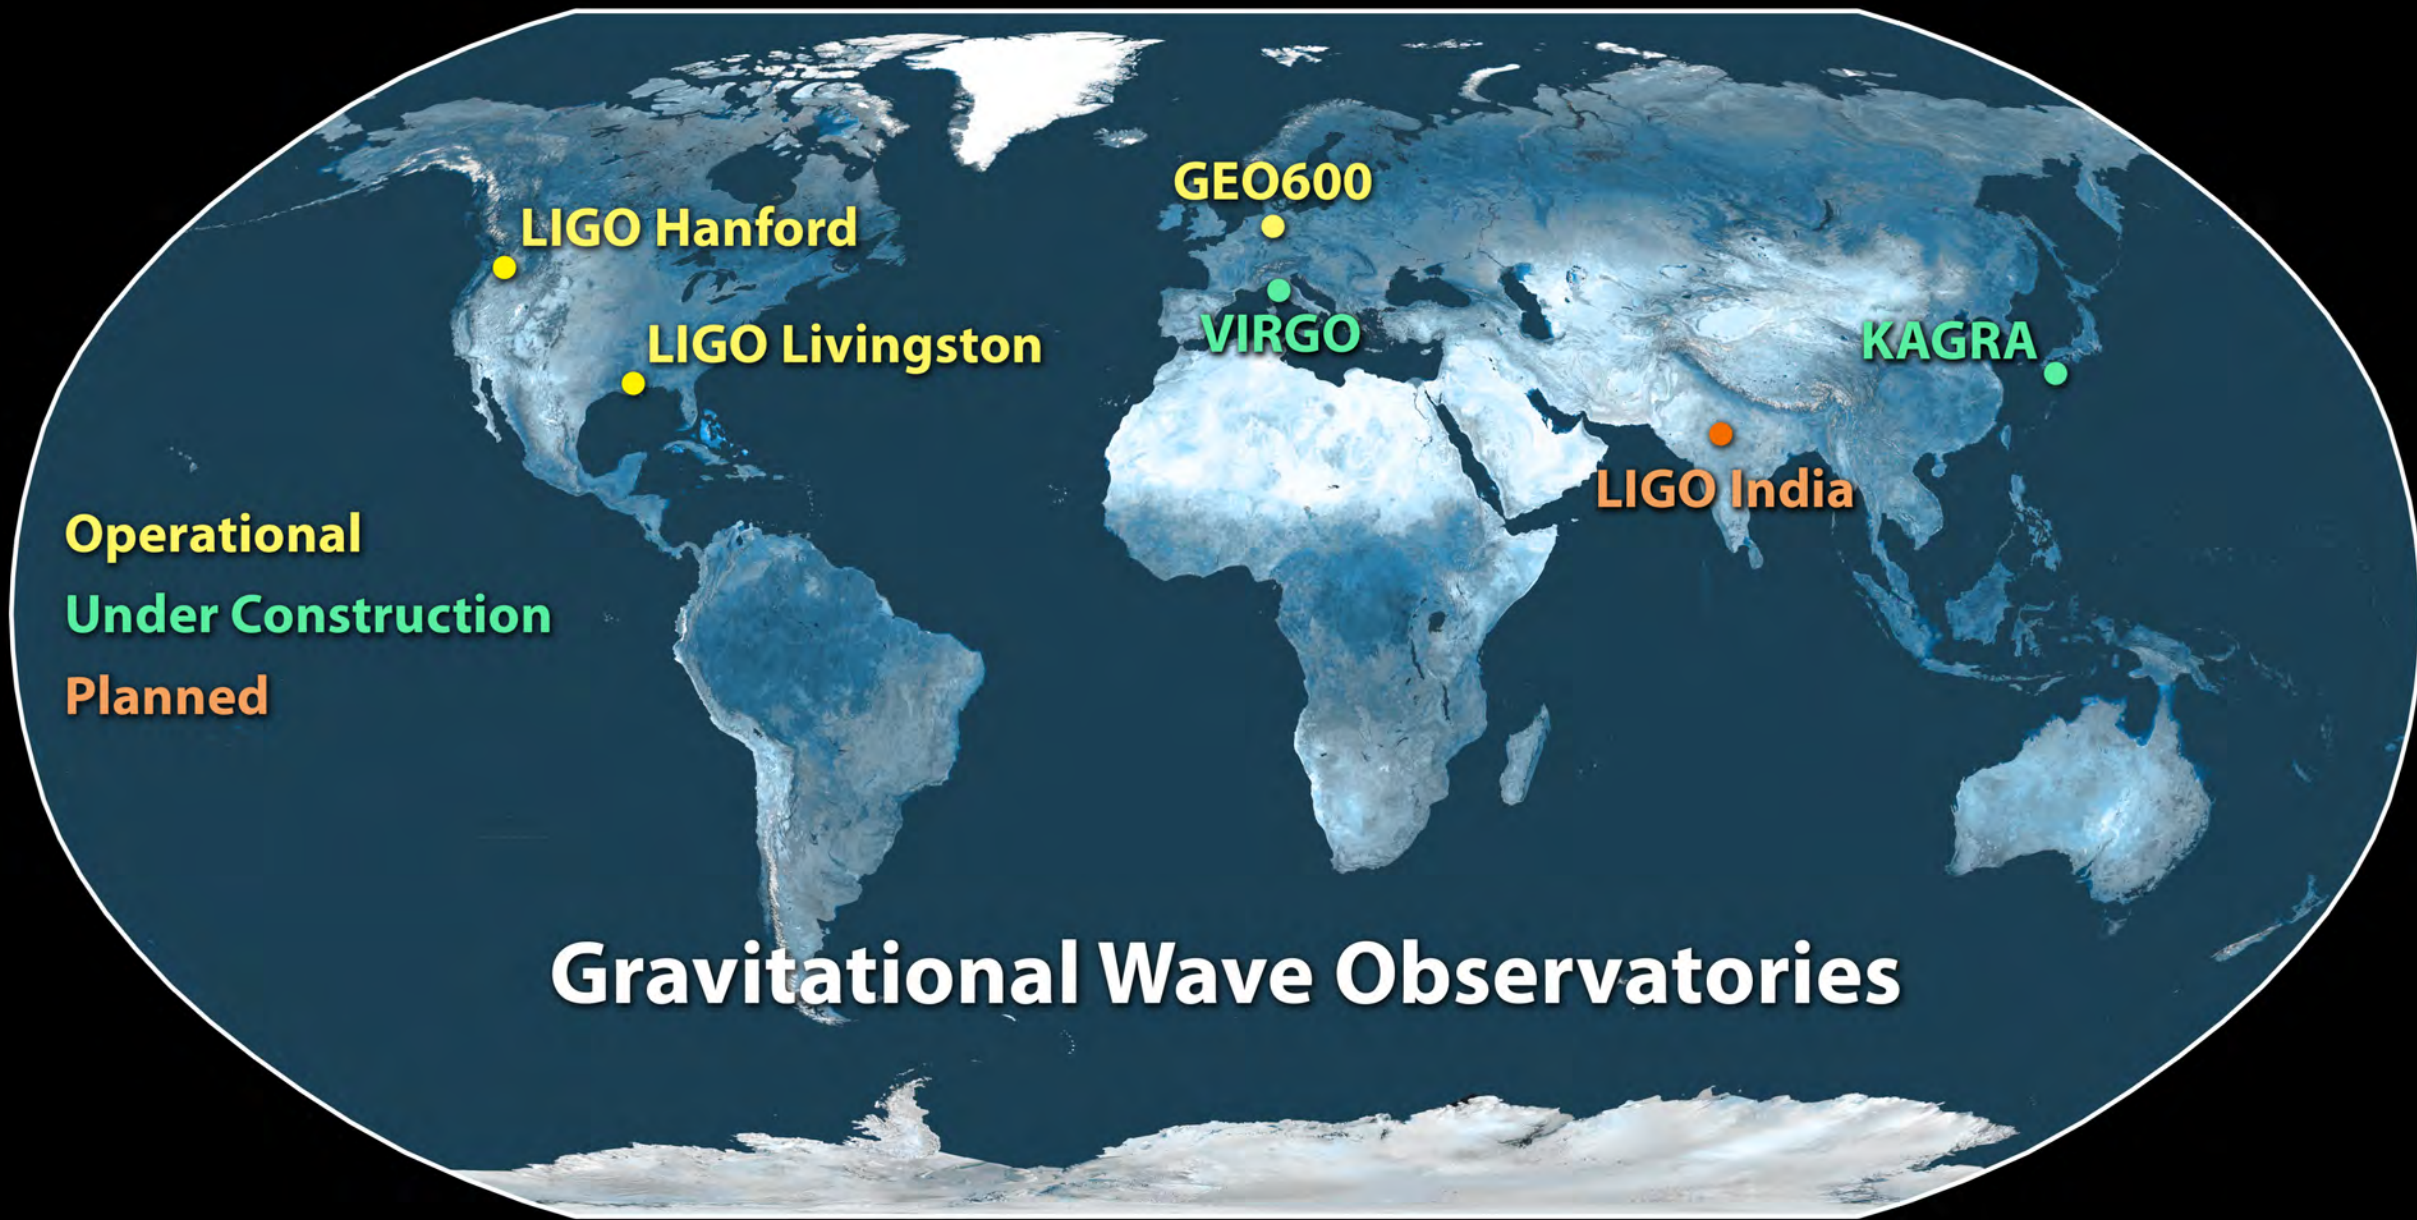 GEO600
LIGO Hanford
VIRGO
KAGRA
LIGO Livingston
LIGO India
Operational
Under Construction
Planned
Gravitational Wave Observatories